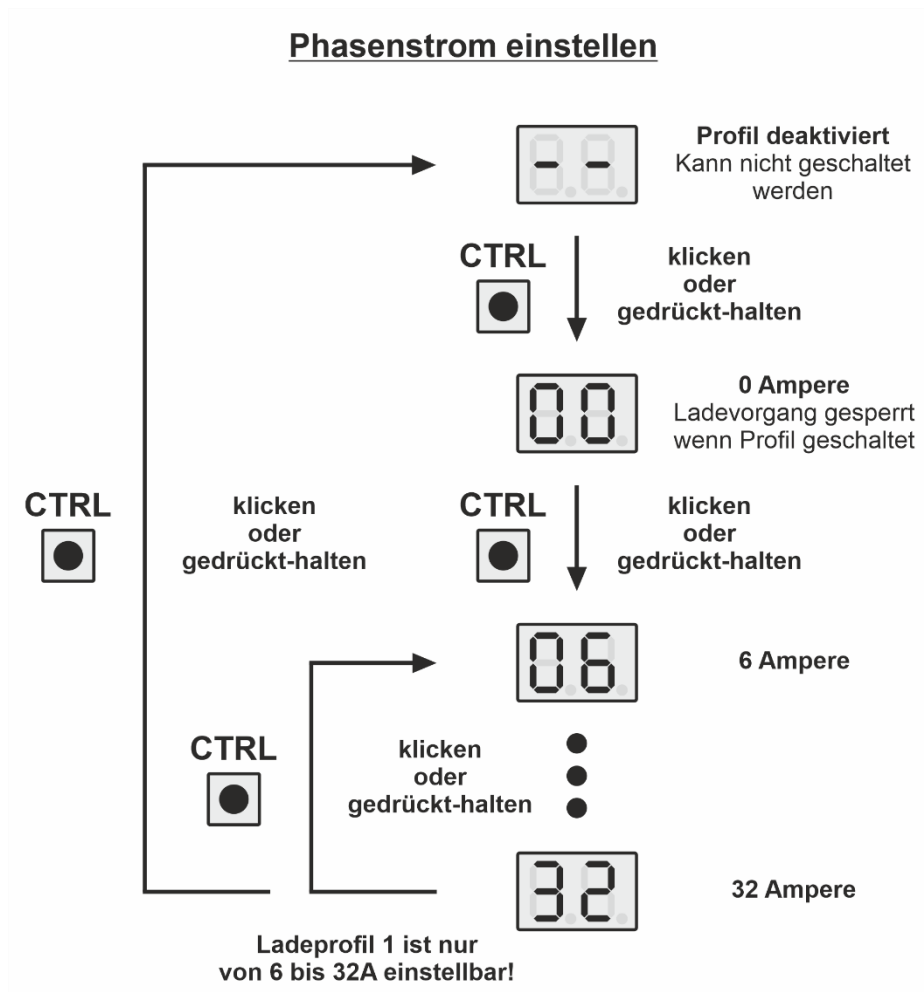 Phasenstrom einstellen
- -
Profil deaktiviert
Kann nicht geschaltet
werden
CTRL
klicken
oder
gedrückt-halten
00
0 Ampere
Ladevorgang gesperrt
wenn Profil geschaltet
CTRL
klicken
oder
gedrückt-halten
CTRL
klicken
oder
gedrückt-halten
06
6 Ampere
CTRL
klicken
oder
gedrückt-halten
32
32 Ampere
Ladeprofil 1 ist nur
von 6 bis 32A einstellbar!